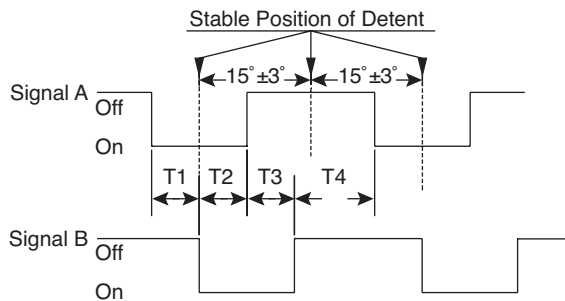 Stable Position of Detent
15°±3° 15°±3°
Signal A
Off
On
T1 T2 T3 T4
Signal B
Off
On